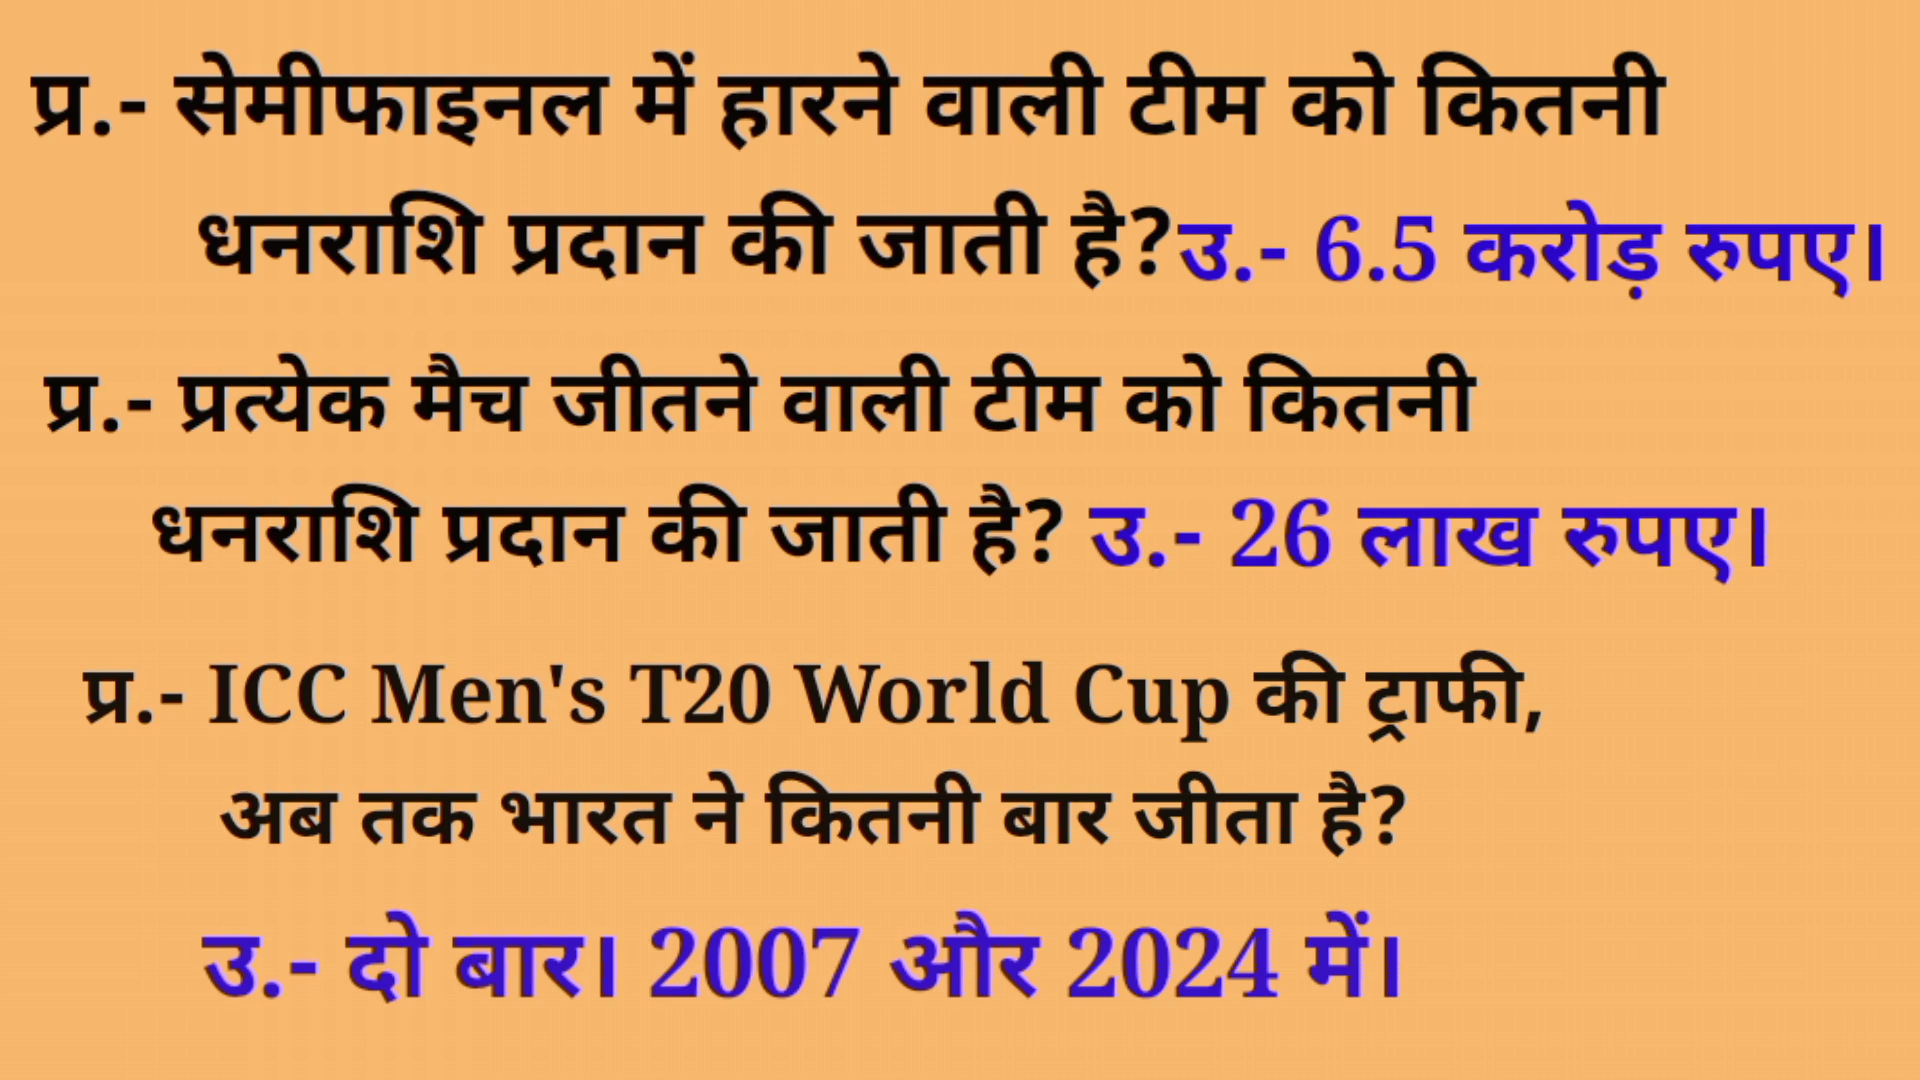 प्र.- सेमीफाइनल में हारने वाली टीम को कितनी
धनराशि प्रदान की जाती है? उ.- 6.5 करोड़ रुपए।
प्र.- प्रत्येक मैच जीतने वाली टीम को कितनी
धनराशि प्रदान की जाती है? उ.- 26 लाख रुपए।
प्र.- ICC Men's T20 World Cup की ट्राफी,
अब तक भारत ने कितनी बार जीता है?
उ.- दो बार। 2007 और 2024 में।